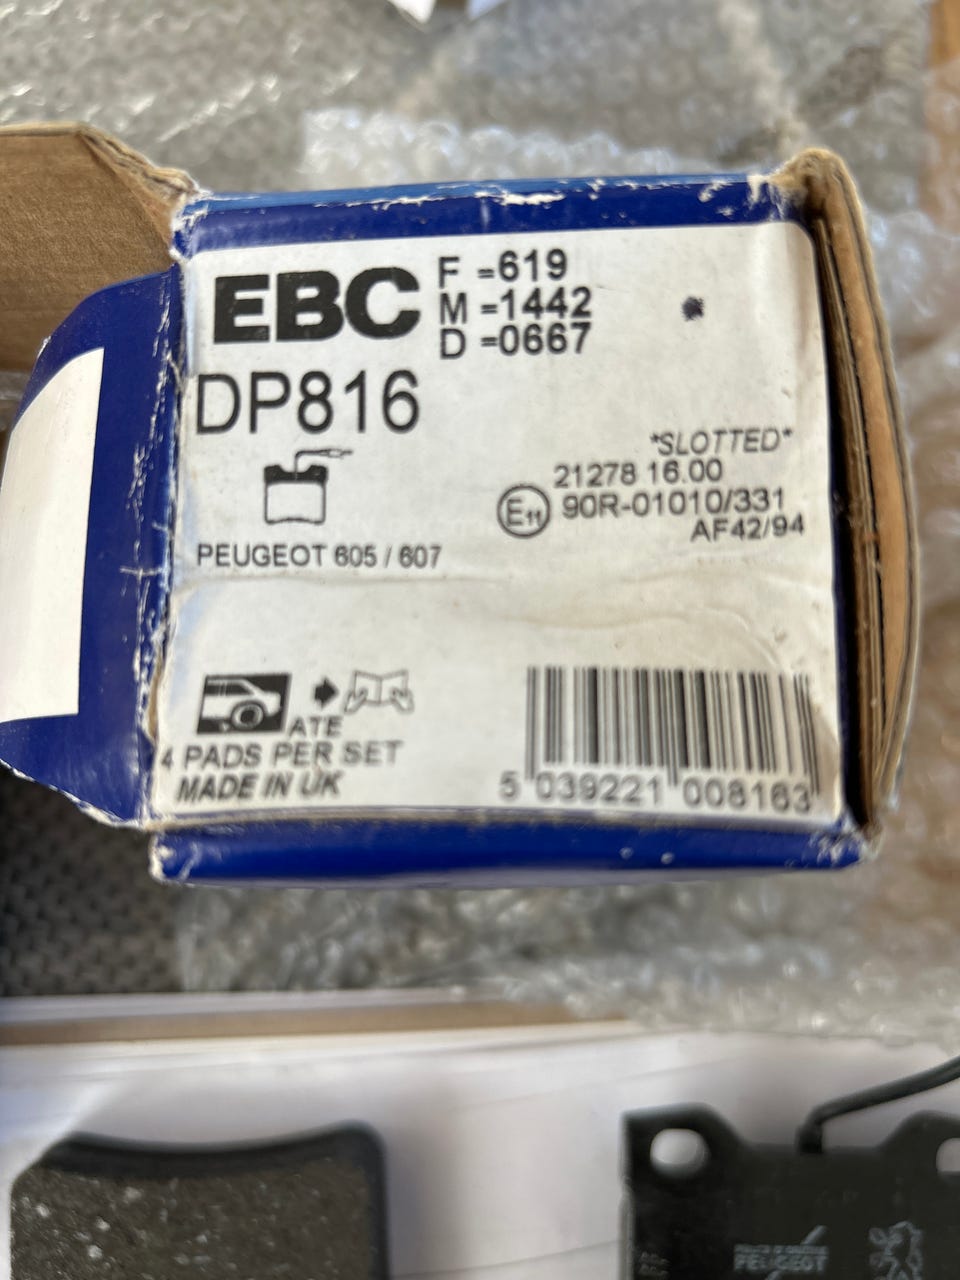 EBC
F =619
M =1442
D =0667
DP816
*SLOTTED*
21278 16.00
E11 90R-01010/331
AF42/94
PEUGEOT 605 / 607
ATE
4 PADS PER SET
MADE IN UK
5 039221 008163
PEUGEOT